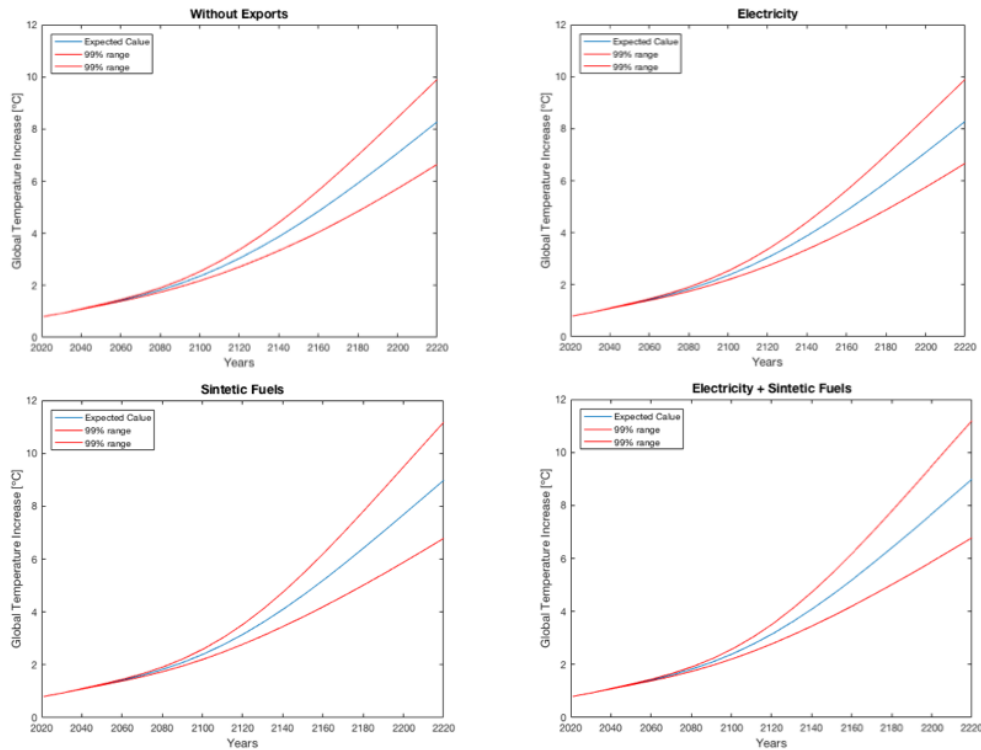 Without Exports
12
10
8
6
4
2
0
Global Temperature Increase [ºC]
Expected Calue
99% range
99% range
2020 2040 2060 2080 2100 2120 2140 2160 2180 2200 2220
Years
Electricity
12
10
8
6
4
2
0
Global Temperature Increase [ºC]
Expected Calue
99% range
99% range
2020 2040 2060 2080 2100 2120 2140 2160 2180 2200 2220
Years
Sintetic Fuels
12
10
8
6
4
2
0
Global Temperature Increase [ºC]
Expected Calue
99% range
99% range
2020 2040 2060 2080 2100 2120 2140 2160 2180 2200 2220
Years
Electricity + Sintetic Fuels
12
10
8
6
4
2
0
Global Temperature Increase [ºC]
Expected Calue
99% range
99% range
2020 2040 2060 2080 2100 2120 2140 2160 2180 2200 2220
Years